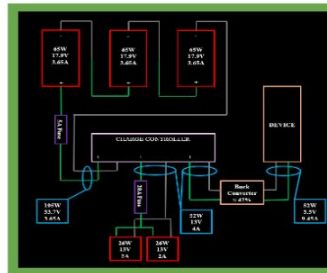 65W
17.9V
3.65A
65W
17.9V
3.65A
65W
17.9V
3.65A
5A Fuse
CHARGE CONTROLLER
DEVICE
20A Fuse
Buck
Converter
195W
53.7V
3.65A
52W
13V
4A
52W
5.5V
9.45A
26W
13V
2A
26W
13V
2A